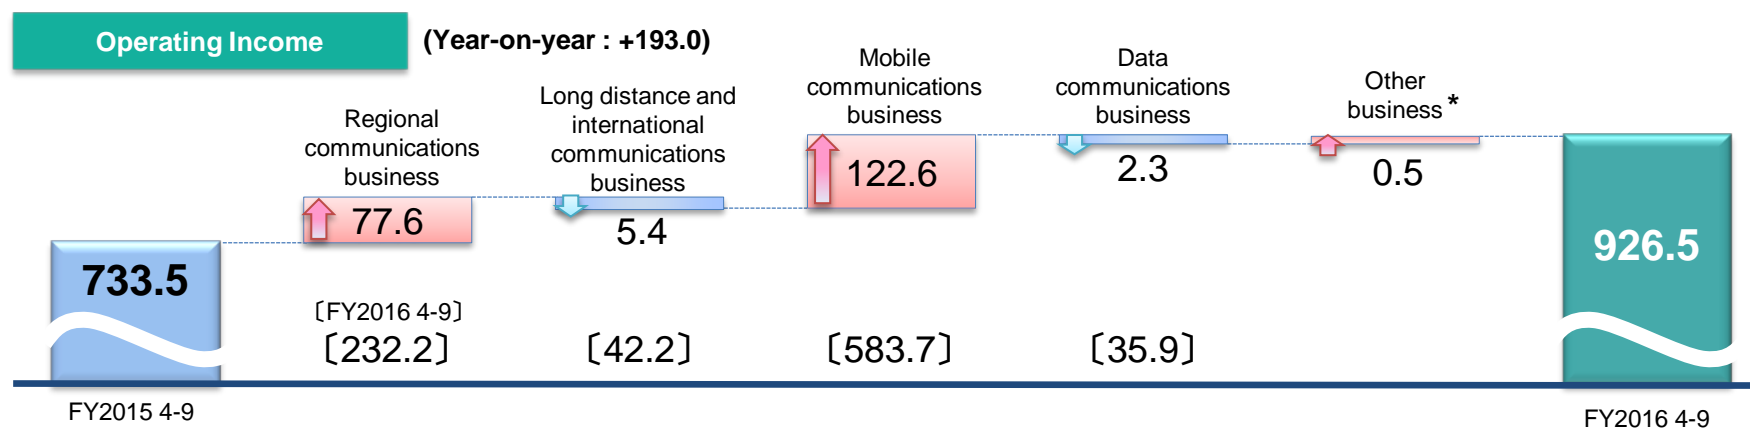 Operating Income
(Year-on-year : +193.0)
Regional
communications
business
77.6
Long distance and
international
communications
business
5.4
Mobile
communications
business
122.6
Data
communications
business
2.3
Other
business *
0.5
733.5
926.5
〔FY2016 4-9〕
〔232.2〕
〔42.2〕
〔583.7〕
〔35.9〕
FY2015 4-9
FY2016 4-9